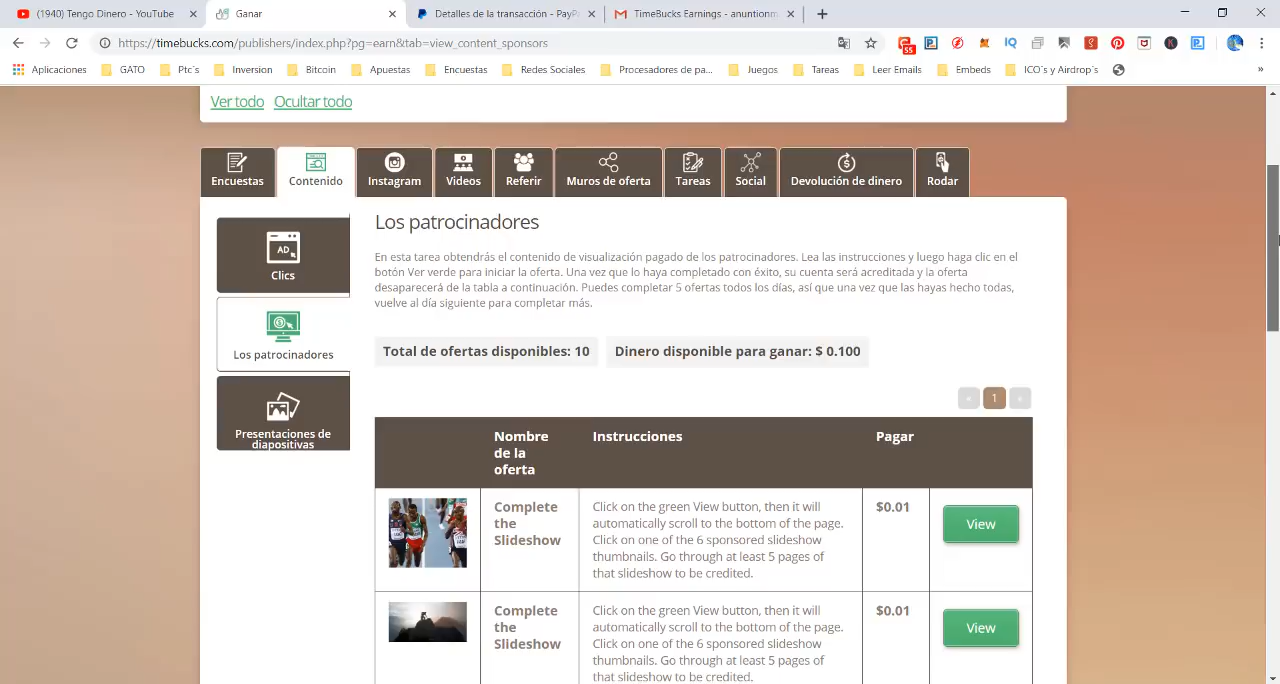 (1940) Tengo Dinero - YouTube
Ganar
Detalles de la transacción - PayPa
TimeBucks Earnings - anuntionm
https://timebucks.com/publishers/index.php?pg=earn&tab=view_content_sponsors
55
IQ
Aplicaciones
GATO
Ptc´s
Inversion
Bitcoin
Apuestas
Encuestas
Redes Sociales
Procesadores de pa...
Juegos
Tareas
Leer Emails
Embeds
ICO´s y Airdrop´s
»
Ver todo Ocultar todo
Encuestas
Contenido
Instagram
Videos
Referir
Muros de oferta
Tareas
Social
Devolución de dinero
Rodar
AD
Clics
Los patrocinadores
Presentaciones de
diapositivas
Los patrocinadores
En esta tarea obtendrás el contenido de visualización pagado de los patrocinadores. Lea las instrucciones y luego haga clic en el
botón Ver verde para iniciar la oferta. Una vez que lo haya completado con éxito, su cuenta será acreditada y la oferta
desaparecerá de la tabla a continuación. Puedes completar 5 ofertas todos los días, así que una vez que las hayas hecho todas,
vuelve al día siguiente para completar más.
Total de ofertas disponibles: 10
Dinero disponible para ganar: $ 0.100
« 1 »
Nombre
de la
oferta
Instrucciones
Pagar
Complete
the
Slideshow
Click on the green View button, then it will
automatically scroll to the bottom of the page.
Click on one of the 6 sponsored slideshow
thumbnails. Go through at least 5 pages of
that slideshow to be credited.
$0.01
View
Complete
the
Slideshow
Click on the green View button, then it will
automatically scroll to the bottom of the page.
Click on one of the 6 sponsored slideshow
thumbnails. Go through at least 5 pages of
that slideshow to be credited.
$0.01
View